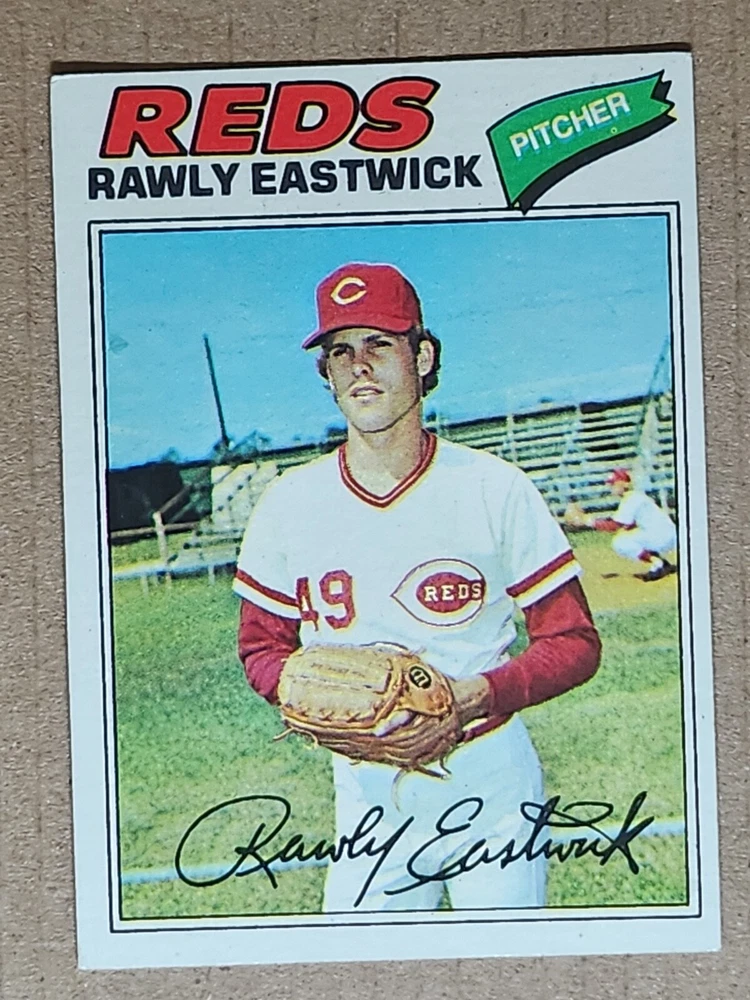 REDS
PITCHER
RAWLY EASTWICK
49
REDS
Rawly Eastwick